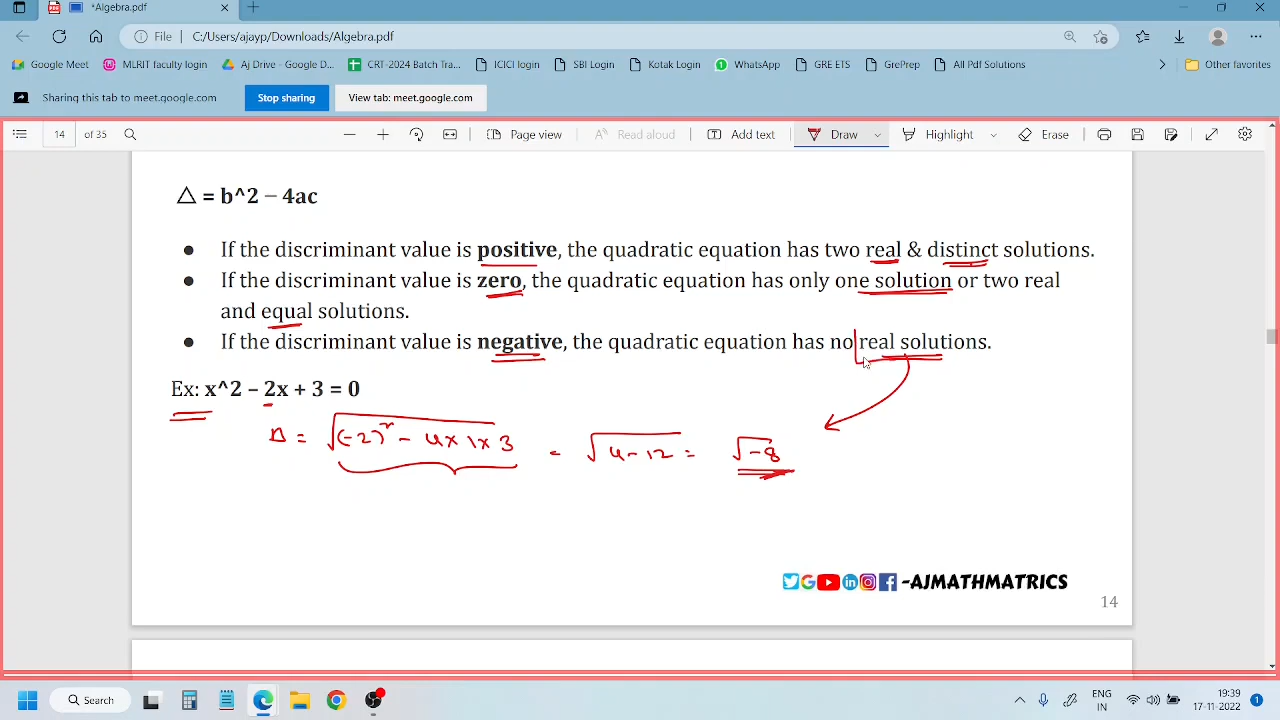 *Algebra.pdf
File C:/Users/ajayp/Downloads/Algebra.pdf
Google Meet MLRIT faculty login Aj Drive - Google D... CRT-2024 Batch Tra... ICICI login SBI Login Kotak Login WhatsApp GRE ETS GrePrep All Pdf Solutions Other favorites
Sharing this tab to meet.google.com Stop sharing View tab: meet.google.com
14 of 35 Page view Read aloud Add text Draw Highlight Erase
△ = b^2 − 4ac
● If the discriminant value is positive, the quadratic equation has two real & distinct solutions.
● If the discriminant value is zero, the quadratic equation has only one solution or two real
and equal solutions.
● If the discriminant value is negative, the quadratic equation has no real solutions.
Ex: x^2 − 2x + 3 = 0
Δ = √(-2)² - 4x1x3 = √4-12 = √-8
-AJMATHMATRICS
14
Search ENG 19:39
IN 17-11-2022 1